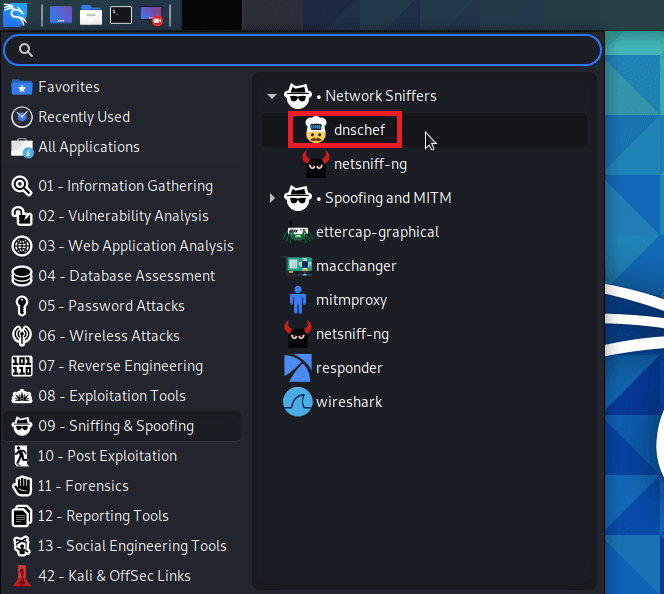 Favorites
Recently Used
All Applications
01 - Information Gathering
02 - Vulnerability Analysis
03 - Web Application Analysis
04 - Database Assessment
05 - Password Attacks
06 - Wireless Attacks
07 - Reverse Engineering
08 - Exploitation Tools
09 - Sniffing & Spoofing
10 - Post Exploitation
11 - Forensics
12 - Reporting Tools
13 - Social Engineering Tools
42 - Kali & OffSec Links
• Network Sniffers
dnschef
netsniff-ng
• Spoofing and MITM
ettercap-graphical
macchanger
mitmproxy
netsniff-ng
responder
wireshark